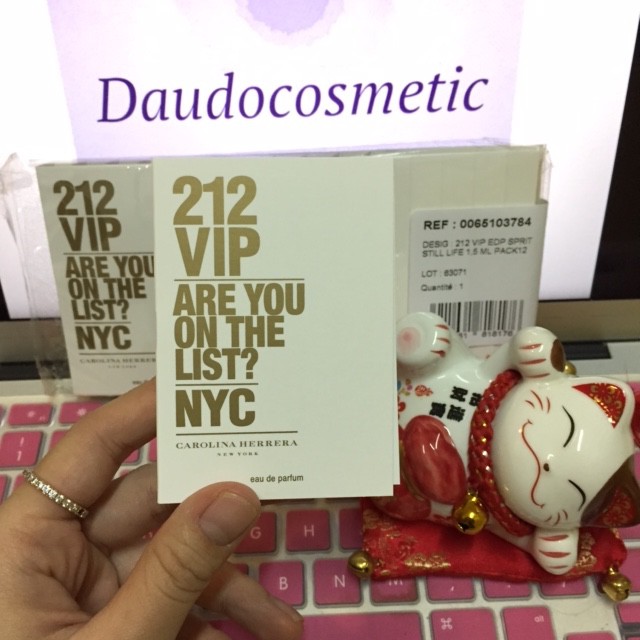 Daudocosmetic
212
VIP
ARE YOU
ON THE
LIST?
NYC
CAROLINA HERRERA
212
VIP
ARE YOU
ON THE
LIST?
NYC
CAROLINA HERRERA
NEW YORK
eau de parfum
REF : 0065103784
DESIG : 212 VIP EDP SPRIT
STILL LIFE 1,5 ML PACK12
LOT : 63071
Quantité : 1
G H
B N M